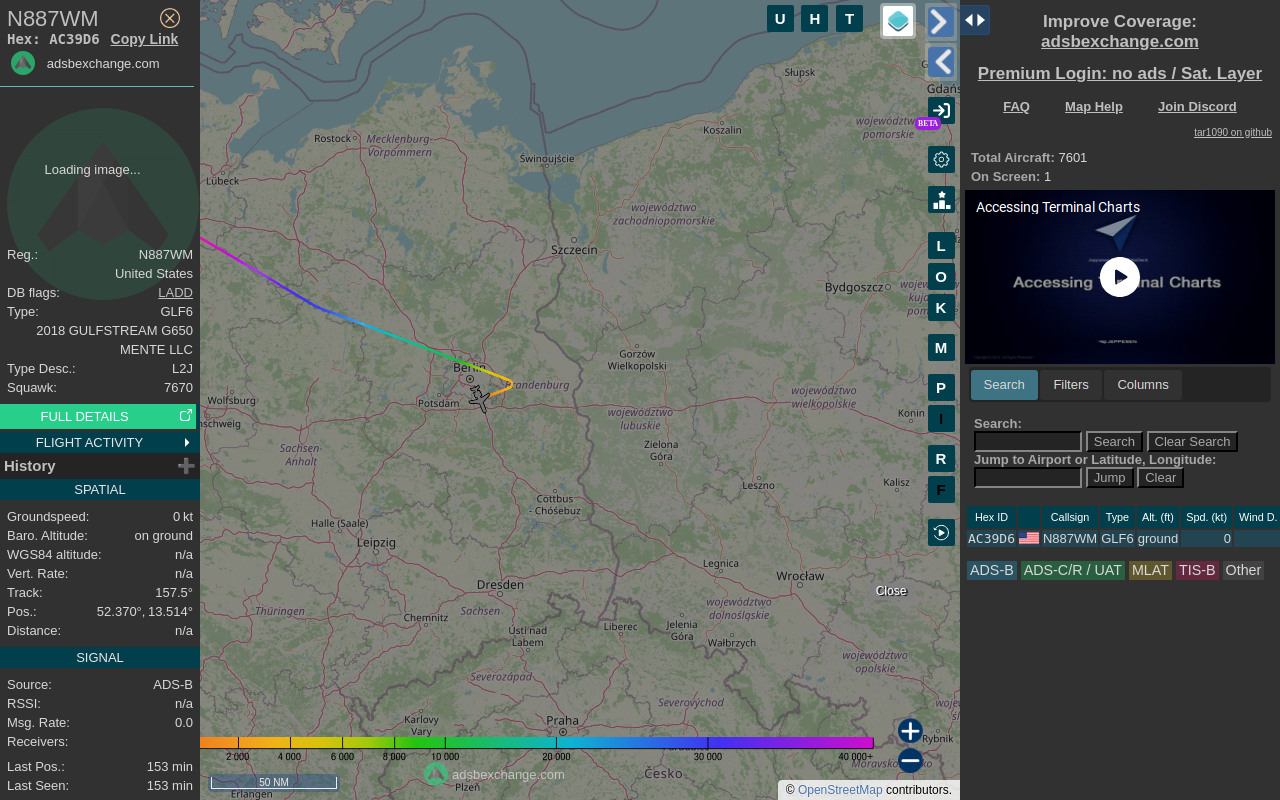 N887WM
Hex: AC39D6 Copy Link
adsbexchange.com
Loading image...
Reg.: N887WM
United States
DB flags: LADD
Type: GLF6
2018 GULFSTREAM G650
MENTE LLC
Type Desc.: L2J
Squawk: 7670
FULL DETAILS
FLIGHT ACTIVITY
History
SPATIAL
Groundspeed: 0 kt
Baro. Altitude: on ground
WGS84 altitude: n/a
Vert. Rate: n/a
Track: 157.5°
Pos.: 52.370°, 13.514°
Distance: n/a
SIGNAL
Source: ADS-B
RSSI: n/a
Msg. Rate: 0.0
Receivers:
Last Pos.: 153 min
Last Seen: 153 min
U H T
Słupsk
Gdańs
Koszalin
województwo
pomorskie
BETA
Rostock
Mecklenburg-
Vorpommern
Świnoujście
Lübeck
województwo
zachodniopomorskie
Szczecin
L
O
K
M
P
I
R
F
Bydgoszcz
Gorzów
Wielkopolski
Berlin
Brandenburg
Potsdam
Wolfsburg
nschweig
województwo
wielkopolskie
województwo
lubuskie
Konin
Sachsen-
Anhalt
Zielona
Góra
Leszno
Kalisz
Cottbus
- Chóśebuz
Halle (Saale)
Leipzig
Legnica
Wrocław
Dresden
Close
Thüringen
Sachsen
Chemnitz
województwo
dolnośląskie
Ústí nad
Labem
Liberec
Jelenia
Góra
Wałbrzych
województwo
opolskie
Severozápad
Severovýchod
Karlovy
Vary
Praha
Rybnik
2 000 4 000 6 000 8 000 10 000 20 000 30 000 40 000+
Moravskoslezsko
adsbexchange.com
Česko
50 NM
Plzeň
Erlangen
© OpenStreetMap contributors.
Improve Coverage:
adsbexchange.com
Premium Login: no ads / Sat. Layer
FAQ Map Help Join Discord
tar1090 on github
Total Aircraft: 7601
On Screen: 1
Accessing Terminal Charts
Accessing Terminal Charts
JEPPESEN
Search Filters Columns
Search:
Search Clear Search
Jump to Airport or Latitude, Longitude:
Jump Clear
Hex ID Callsign Type Alt. (ft) Spd. (kt) Wind D.
AC39D6 N887WM GLF6 ground 0
ADS-B ADS-C/R / UAT MLAT TIS-B Other